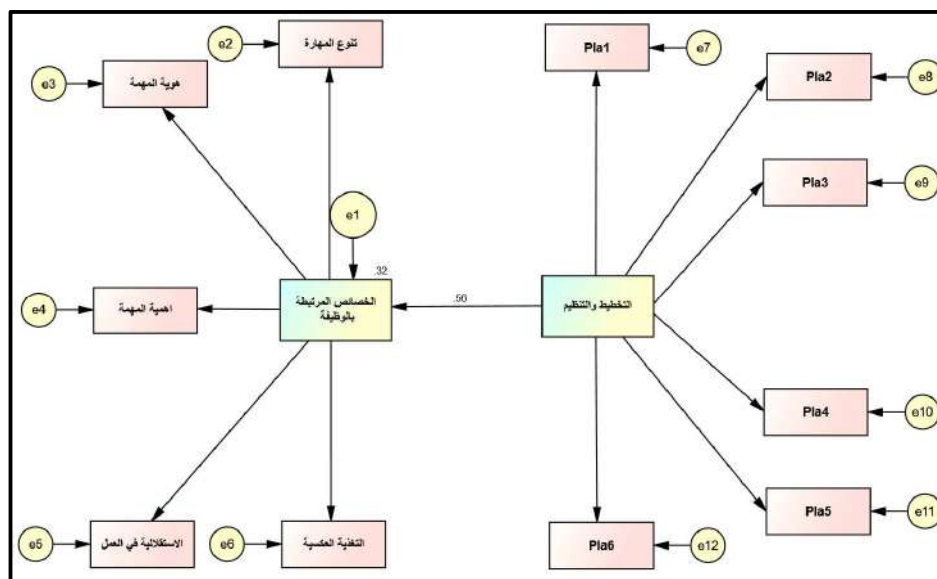 e2
تنوع المهارة
Pla1
e7
e3
هوية المهمة
Pla2
e8
Pla3
e9
e1
.32
الخصائص المرتبطة
بالوظيفة
.50
التخطيط والتنظيم
e4
اهمية المهمة
Pla4
e10
Pla5
e11
e5
الاستقلالية في العمل
e6
التغذية العكسية
Pla6
e12